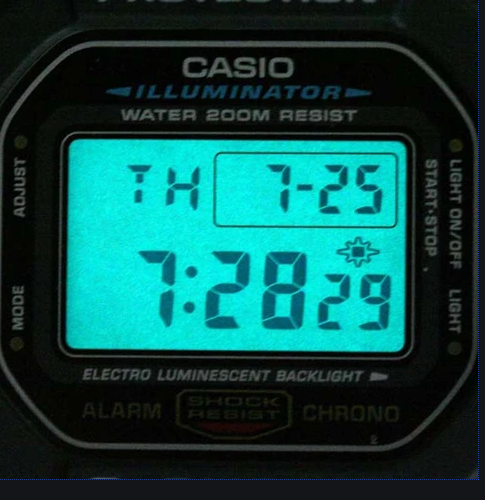 PROTECTION
CASIO
ILLUMINATOR
WATER 200M RESIST
ADJUST
MODE
TH 7-25
7:28 29
START·STOP
LIGHT ON/OFF
LIGHT
ELECTRO LUMINESCENT BACKLIGHT
ALARM
SHOCK
RESIST
CHRONO